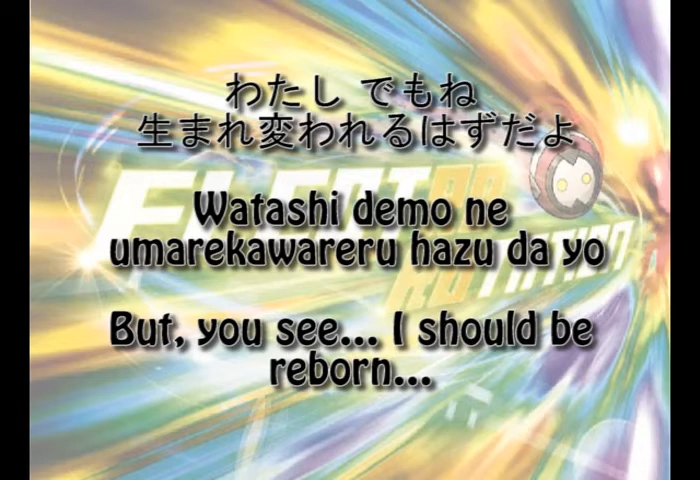 わたし でもね
生まれ変われるはずだよ
Watashi demo ne
umarekawareru hazu da yo
But, you see... I should be
reborn...